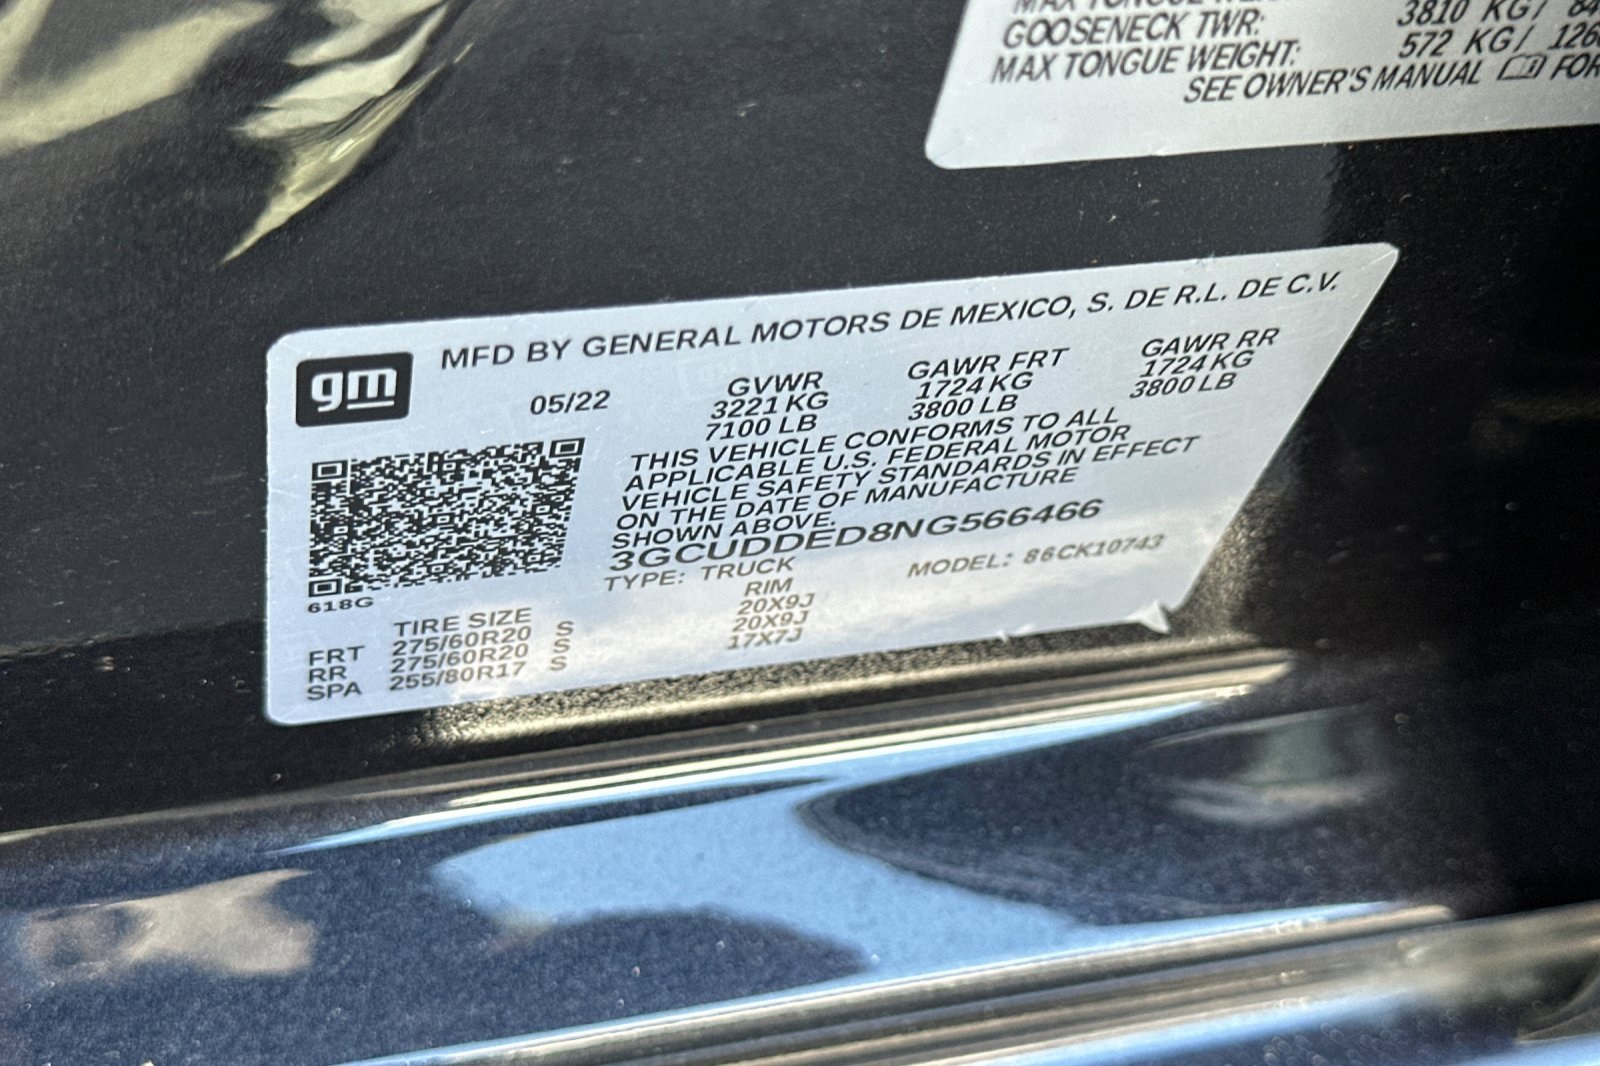 GOOSENECK TWR: 3810 KG/
MAX TONGUE WEIGHT: 572 KG/
SEE OWNER'S MANUAL FOR
gm
MFD BY GENERAL MOTORS DE MEXICO, S. DE R.L. DE C.V.
05/22 GVWR GAWR FRT GAWR RR
3221 KG 1724 KG 1724 KG
7100 LB 3800 LB 3800 LB
THIS VEHICLE CONFORMS TO ALL
APPLICABLE U.S. FEDERAL MOTOR
VEHICLE SAFETY STANDARDS IN EFFECT
ON THE DATE OF MANUFACTURE
SHOWN ABOVE.
3GCUDDED8NG566466
TYPE: TRUCK MODEL: 86CK10743
618G
TIRE SIZE RIM
FRT 275/60R20 S 20X9J
RR 275/60R20 S 20X9J
SPA 255/80R17 S 17X7J